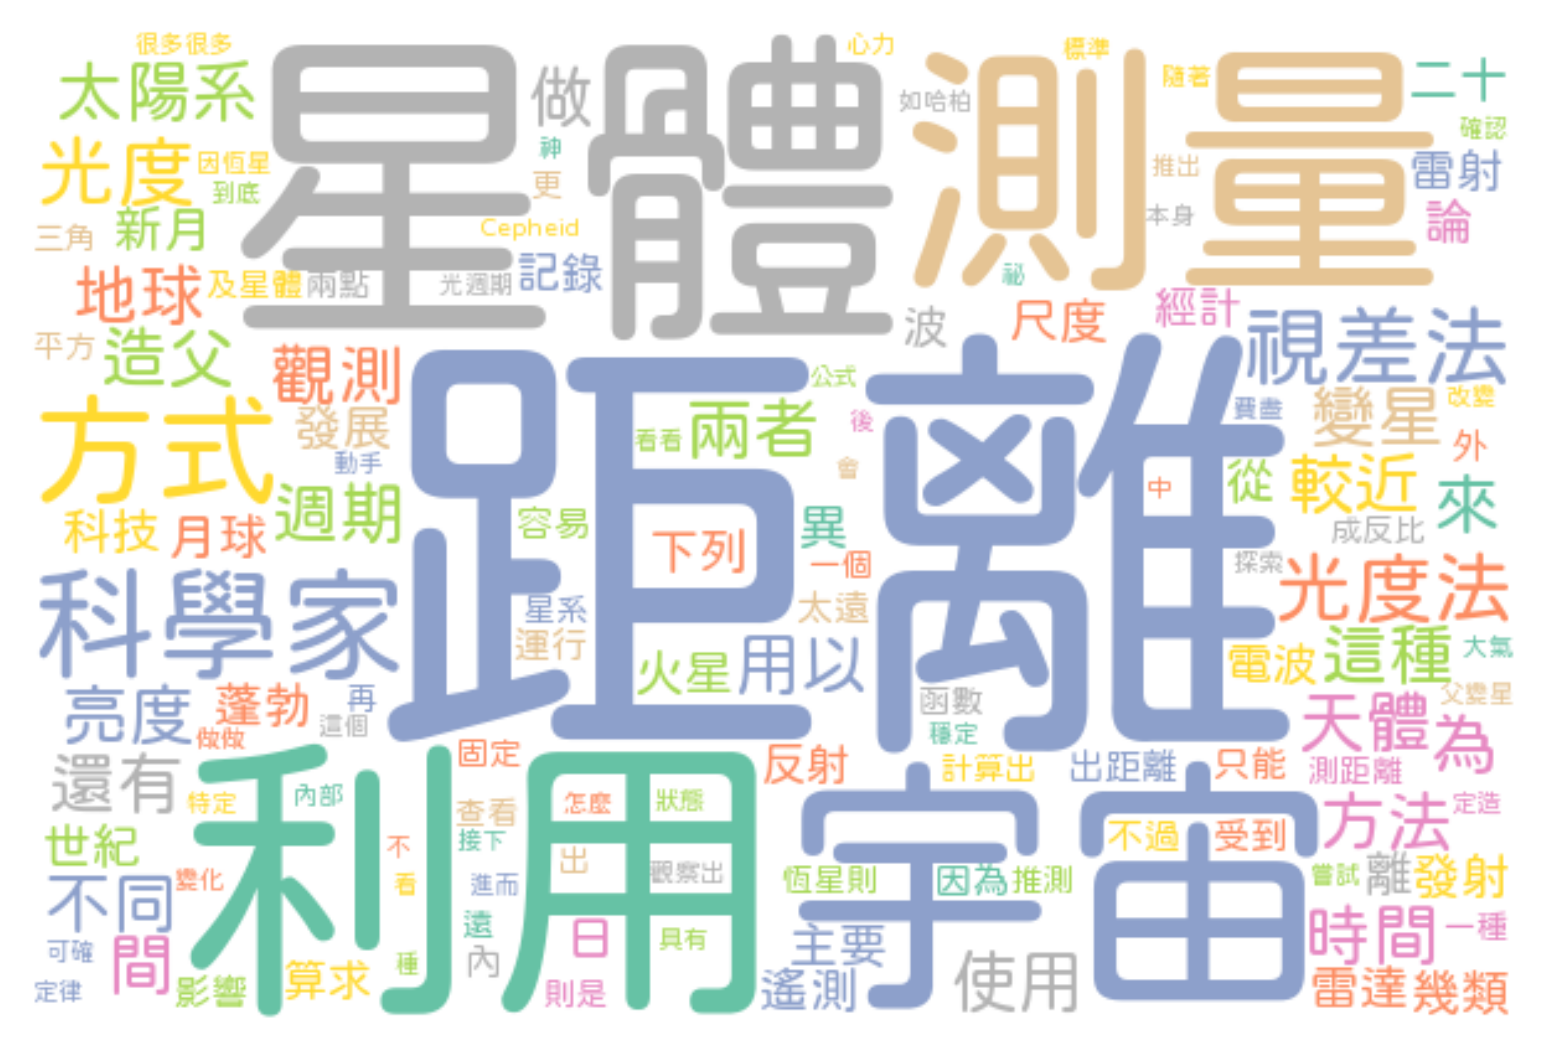 很多很多
心力
標準
太陽系
星體
做
測量
隨著
二十
如哈柏
確認
光度
因恆星
神
推出
雷射
到底
更
三角
新月
Cepheid
本身
論
地球
及星體
兩點
光週期
記錄
祕
波
尺度
經計
視差法
平方
造父
觀測
距離
公式
改變
方式
發展
看看
兩者
後
費盡
變星
外
動手
會
從
較近
來
科技
月球
週期
容易
下列
異
中
成反比
一個
探索
科學家
星系
太遠
光度法
運行
火星
用以
電波
這種
大氣
亮度
蓬勃
再
這個
函數
父變星
做做
穩定
天體
為
還有
固定
反射
計算出
出距離
只能
測距離
利用
特定
內部
查看
怎麼
狀態
宇宙
方法
定造
世紀
不
接下
不過
受到
不同
變化
看
進而
出
觀察出
恆星則
因為
推測
嘗試
離
發射
間
遠
日
具有
主要
時間
一種
可確
種
內
定律
影響
算求
則是
遙測
使用
雷達
幾類